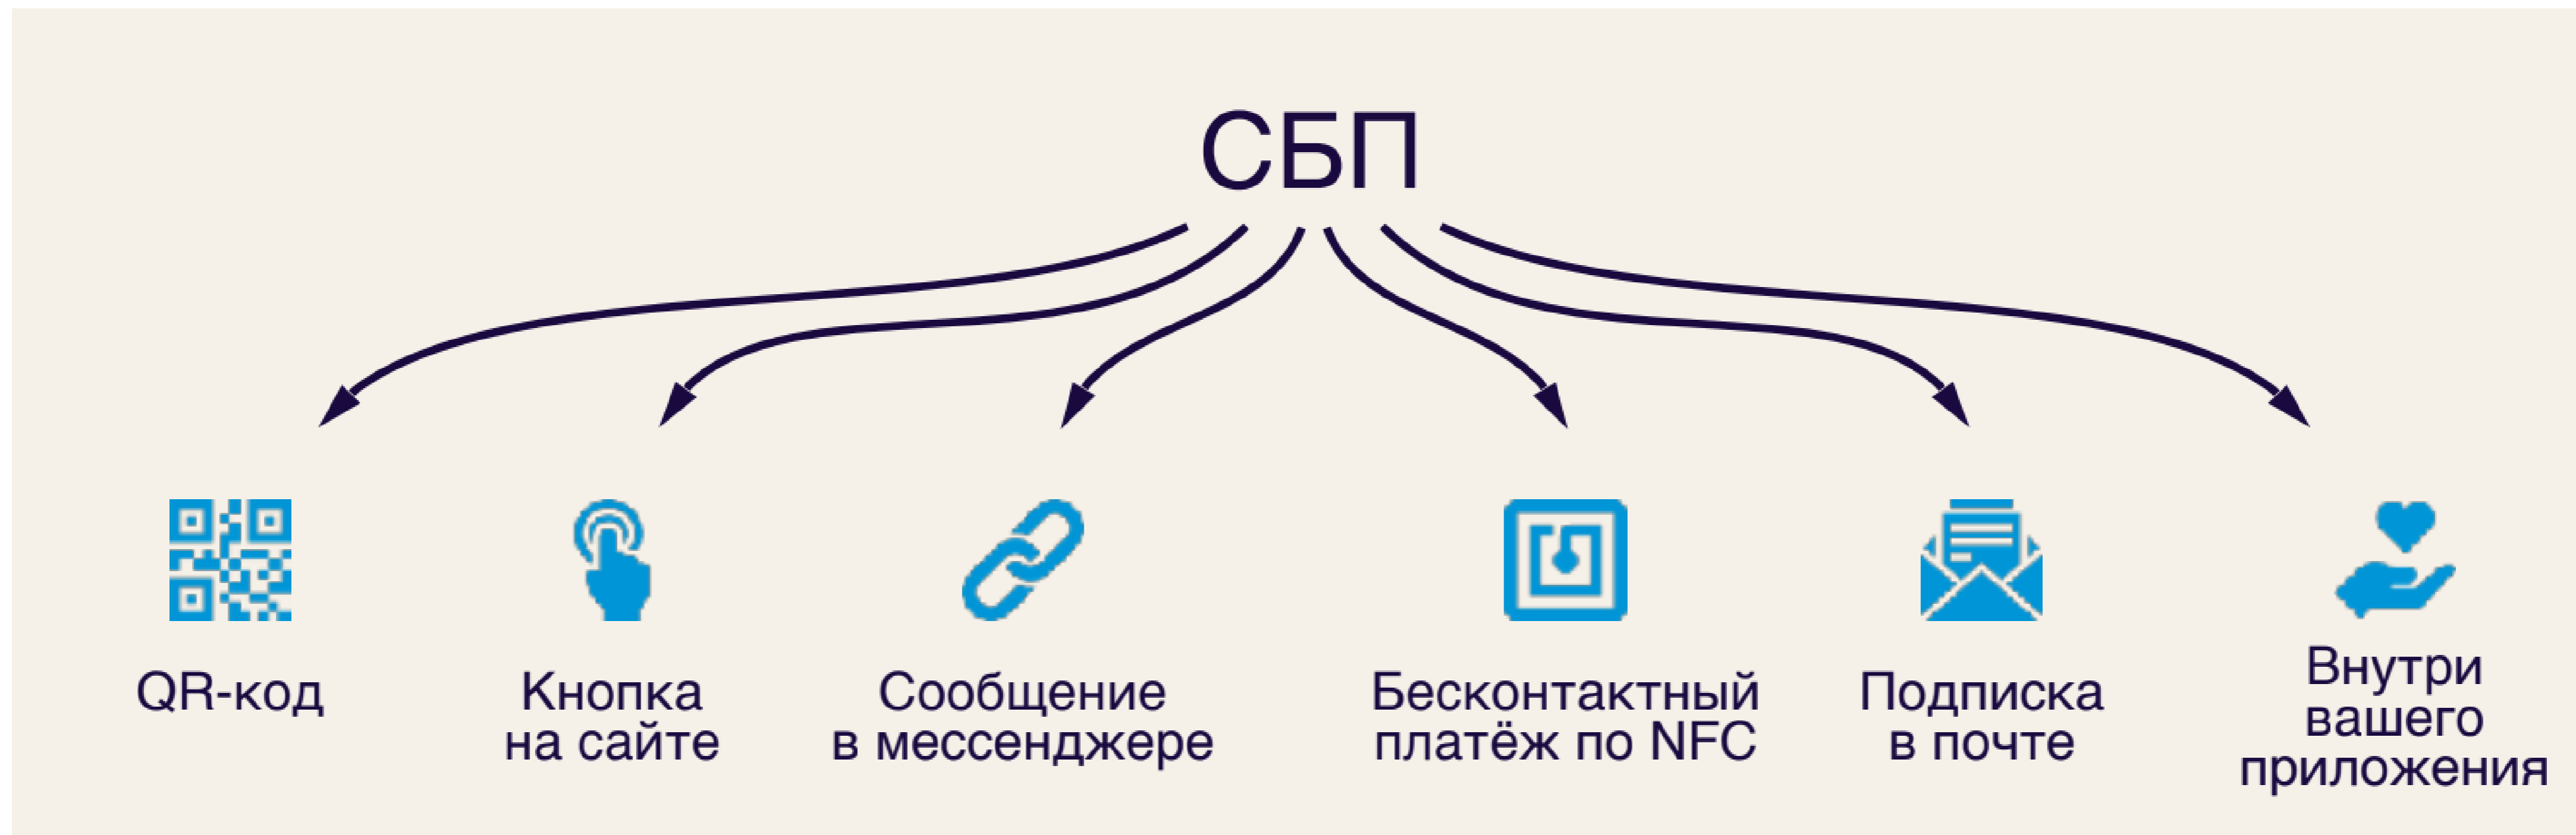 СБП
QR-код
Кнопка
на сайте
Сообщение
в мессенджере
Бесконтактный
платёж по NFC
Подписка
в почте
Внутри
вашего
приложения